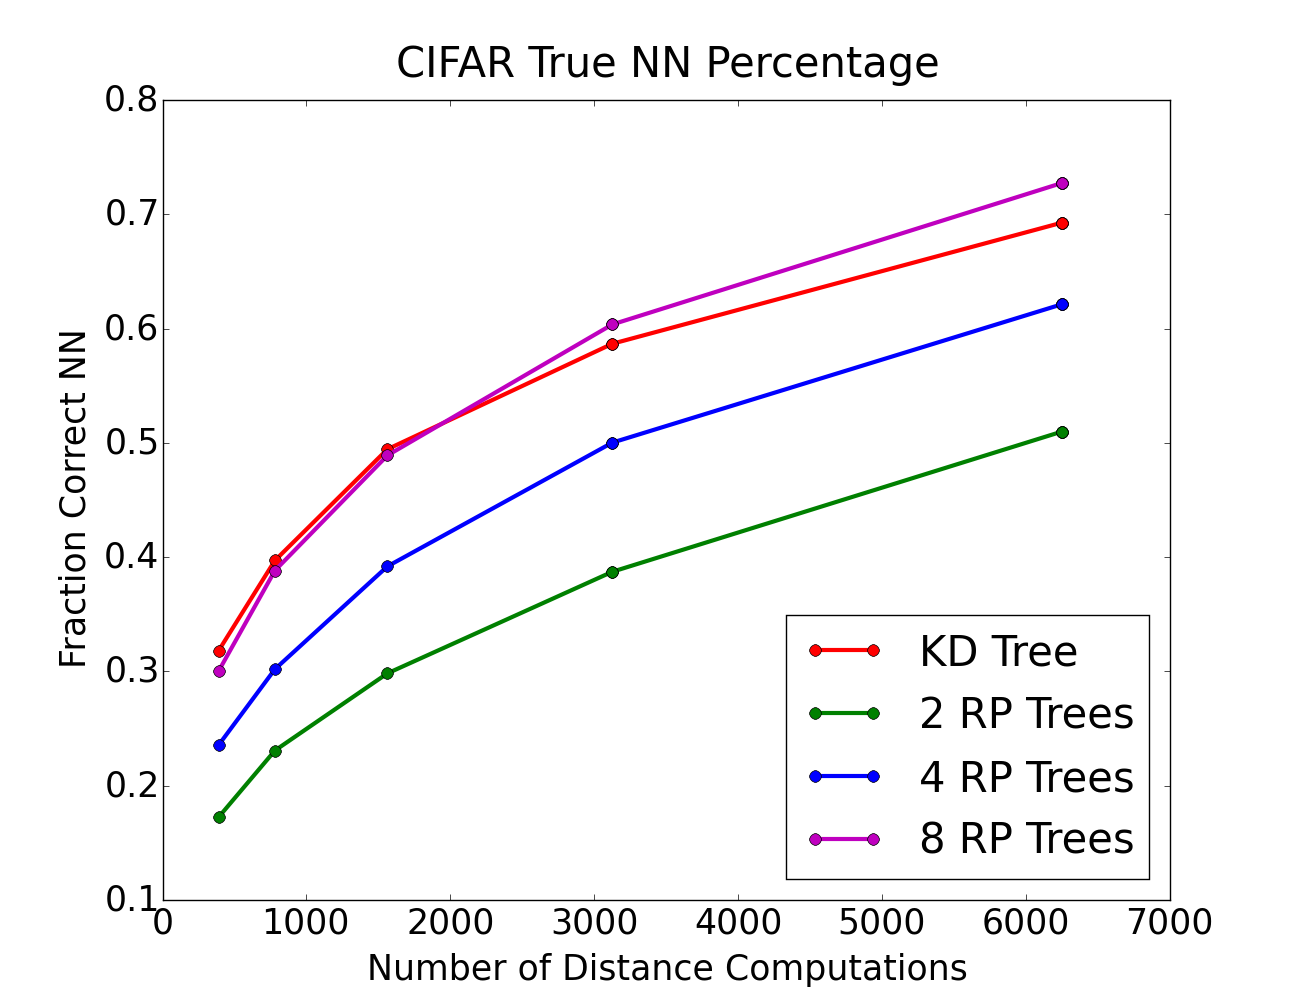 CIFAR True NN Percentage
0.8
0.7
0.6
0.5
0.4
0.3
0.2
0.1
Fraction Correct NN
KD Tree
2 RP Trees
4 RP Trees
8 RP Trees
0 1000 2000 3000 4000 5000 6000 7000
Number of Distance Computations